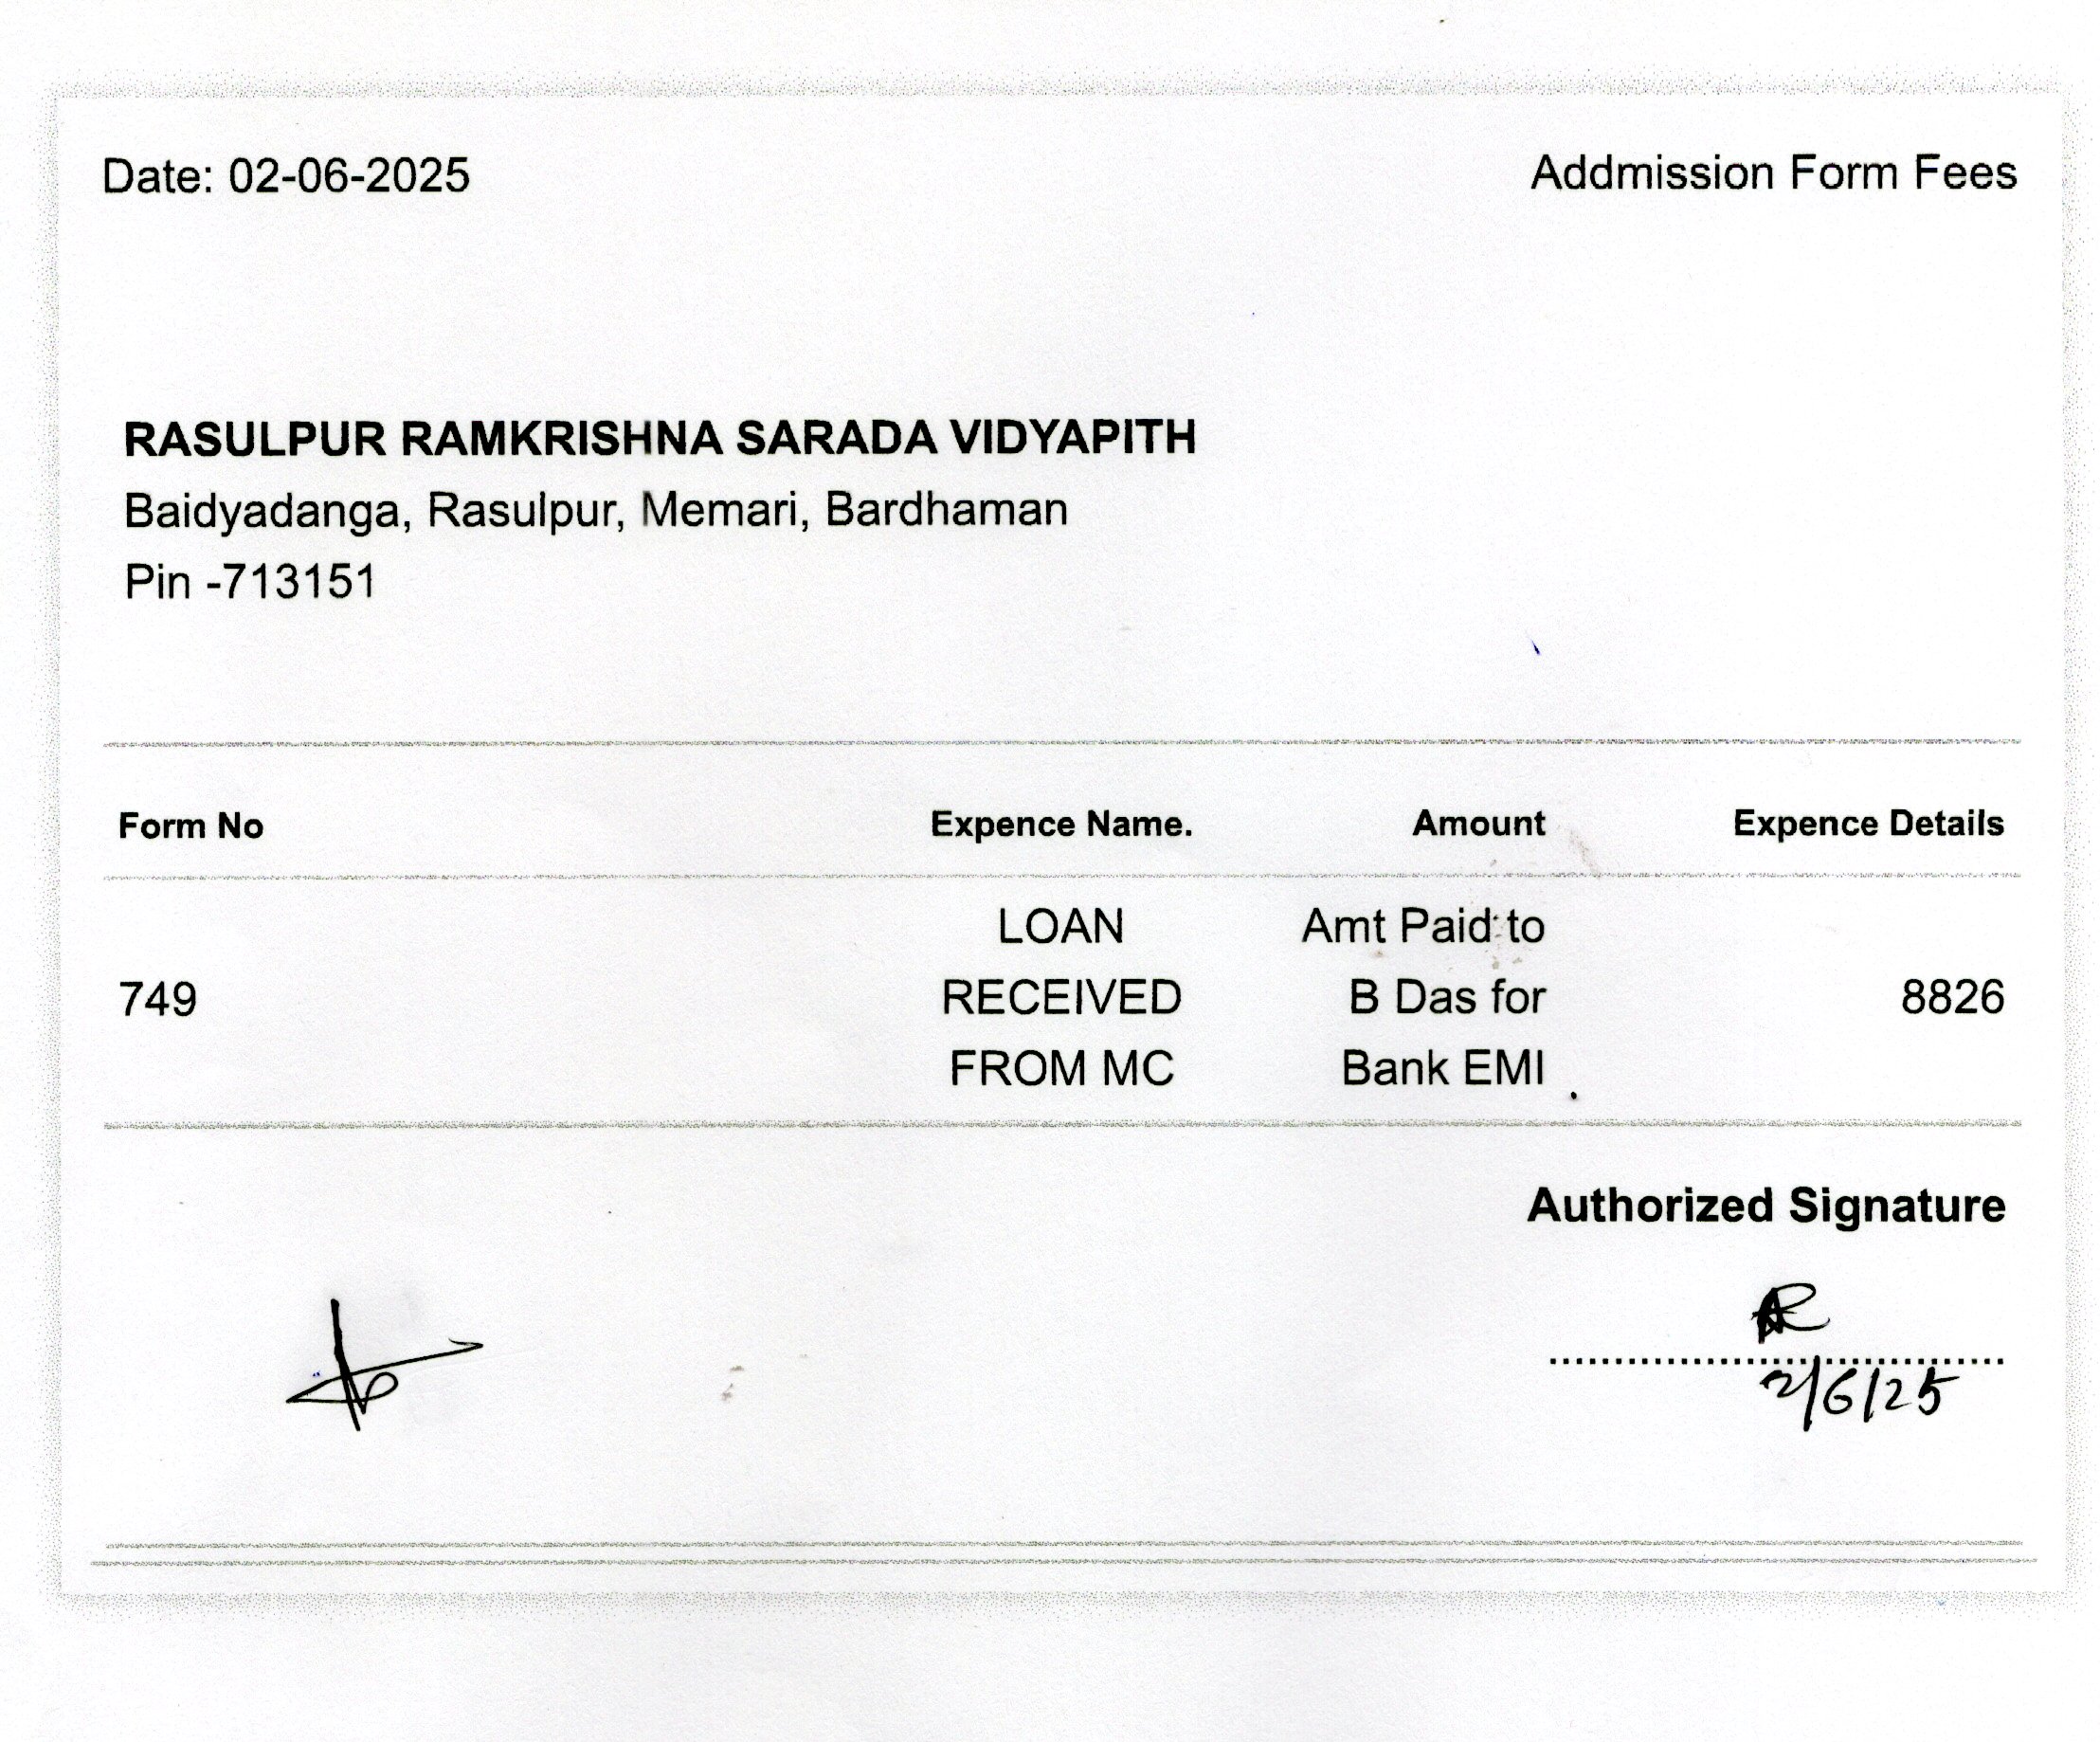 Date: 02-06-2025
Addmission Form Fees
RASULPUR RAMKRISHNA SARADA VIDYAPITH
Baidyadanga, Rasulpur, Memari, Bardhaman
Pin -713151
Form No Expence Name. Amount Expence Details
LOAN Amt Paid to
749 RECEIVED B Das for 8826
FROM MC Bank EMI
Authorized Signature
2/6/25